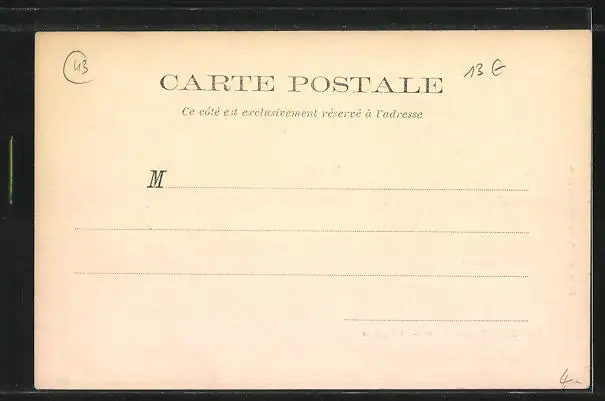 43
13 €
CARTE POSTALE
Ce côté est exclusivement réservé à l'adresse
M
4.-